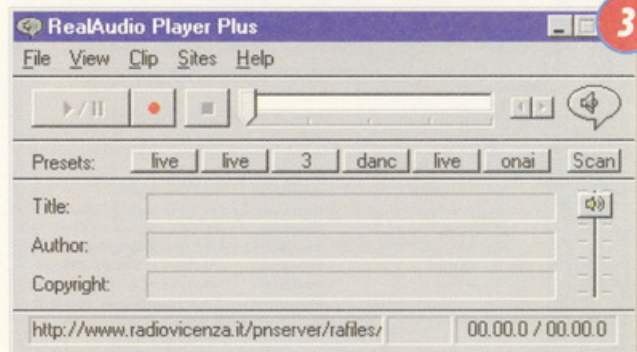 RealAudio Player Plus
3
File View Clip Sites Help
Presets: live live 3 danc live onai Scan
Title:
Author:
Copyright:
http://www.radiovicenza.it/pnserver/rafiles/ 00.00.0 / 00.00.0